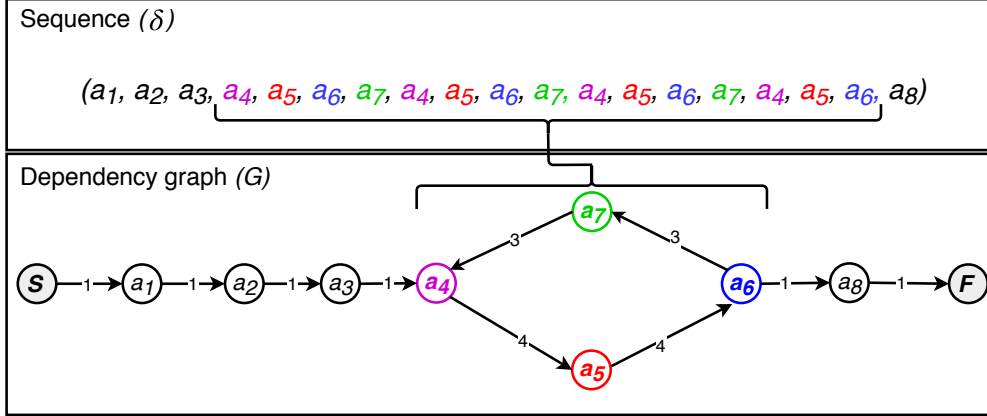 Sequence (δ)
(a1, a2, a3, a4, a5, a6, a7, a4, a5, a6, a7, a4, a5, a6, a7, a4, a5, a6, a8)
Dependency graph (G)
a7
3 3
S 1 a1 1 a2 1 a3 1 a4 a6 1 a8 1 F
4 4
a5